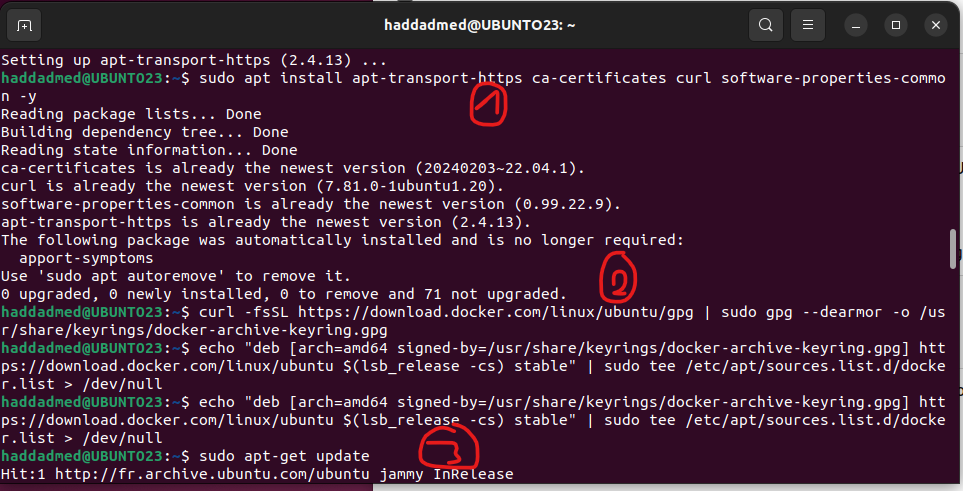 haddadmed@UBUNTO23: ~
Setting up apt-transport-https (2.4.13) ...
haddadmed@UBUNTO23:~$ sudo apt install apt-transport-https ca-certificates curl software-properties-commo
n -y
1
Reading package lists... Done
Building dependency tree... Done
Reading state information... Done
ca-certificates is already the newest version (20240203~22.04.1).
curl is already the newest version (7.81.0-1ubuntu1.20).
software-properties-common is already the newest version (0.99.22.9).
apt-transport-https is already the newest version (2.4.13).
The following package was automatically installed and is no longer required:
  apport-symptoms
Use 'sudo apt autoremove' to remove it.
2
0 upgraded, 0 newly installed, 0 to remove and 71 not upgraded.
haddadmed@UBUNTO23:~$ curl -fsSL https://download.docker.com/linux/ubuntu/gpg | sudo gpg --dearmor -o /us
r/share/keyrings/docker-archive-keyring.gpg
haddadmed@UBUNTO23:~$ echo "deb [arch=amd64 signed-by=/usr/share/keyrings/docker-archive-keyring.gpg] htt
ps://download.docker.com/linux/ubuntu $(lsb_release -cs) stable" | sudo tee /etc/apt/sources.list.d/docke
r.list > /dev/null
haddadmed@UBUNTO23:~$ echo "deb [arch=amd64 signed-by=/usr/share/keyrings/docker-archive-keyring.gpg] htt
ps://download.docker.com/linux/ubuntu $(lsb_release -cs) stable" | sudo tee /etc/apt/sources.list.d/docke
r.list > /dev/null
3
haddadmed@UBUNTO23:~$ sudo apt-get update
Hit:1 http://fr.archive.ubuntu.com/ubuntu jammy InRelease